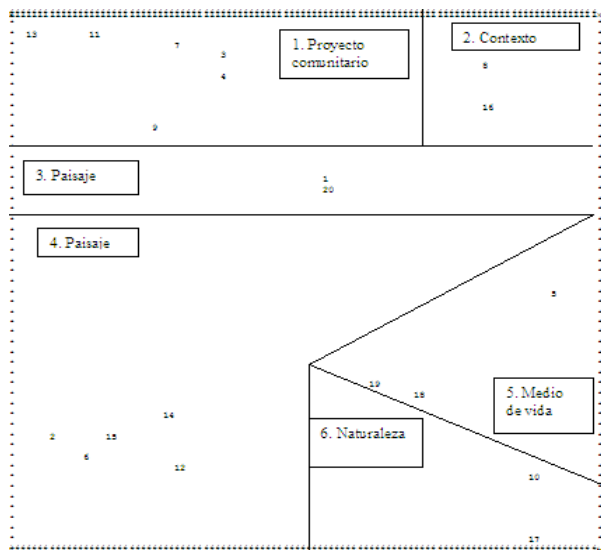 13
11
7
3
4
9
1. Proyecto
comunitario
2. Contexto
8
16
3. Paisaje
1
20
4. Paisaje
5
19
18
5. Medio
de vida
14
2
15
6
12
6. Naturaleza
10
17